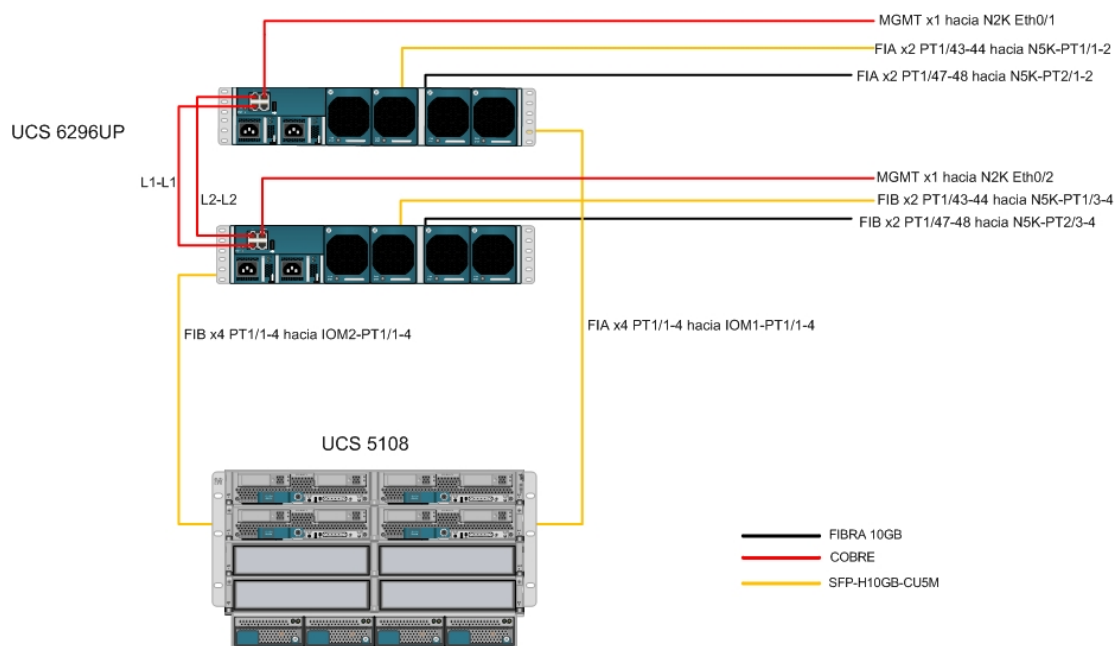 MGMT x1 hacia N2K Eth0/1
FIA x2 PT1/43-44 hacia N5K-PT1/1-2
FIA x2 PT1/47-48 hacia N5K-PT2/1-2
UCS 6296UP
L1-L1
L2-L2
MGMT x1 hacia N2K Eth0/2
FIB x2 PT1/43-44 hacia N5K-PT1/3-4
FIB x2 PT1/47-48 hacia N5K-PT2/3-4
FIB x4 PT1/1-4 hacia IOM2-PT1/1-4
FIA x4 PT1/1-4 hacia IOM1-PT1/1-4
UCS 5108
FIBRA 10GB
COBRE
SFP-H10GB-CU5M